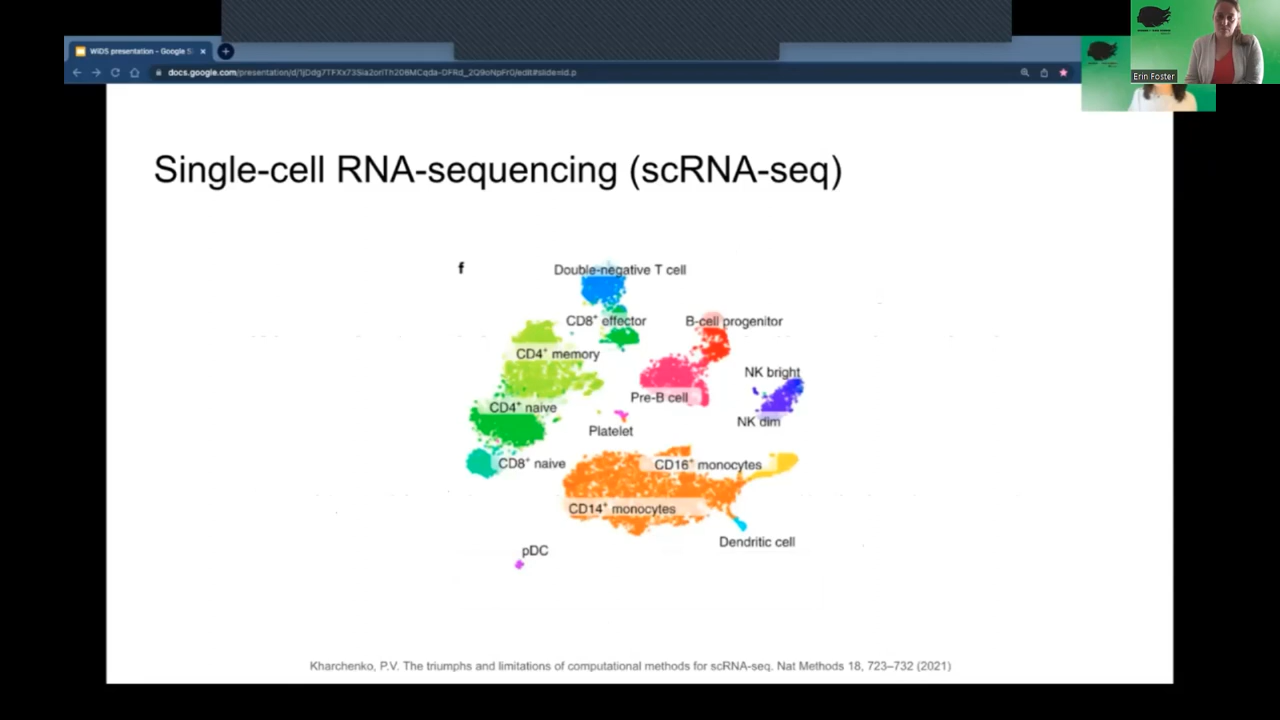 WiDS presentation - Google S
docs.google.com
Erin Foster
Single-cell RNA-sequencing (scRNA-seq)
f
Double-negative T cell
CD8⁺ effector
B-cell progenitor
CD4⁺ memory
NK bright
Pre-B cell
CD4⁺ naive
NK dim
Platelet
CD8⁺ naive
CD16⁺ monocytes
CD14⁺ monocytes
Dendritic cell
pDC
Kharchenko, P.V. The triumphs and limitations of computational methods for scRNA-seq. Nat Methods 18, 723–732 (2021)